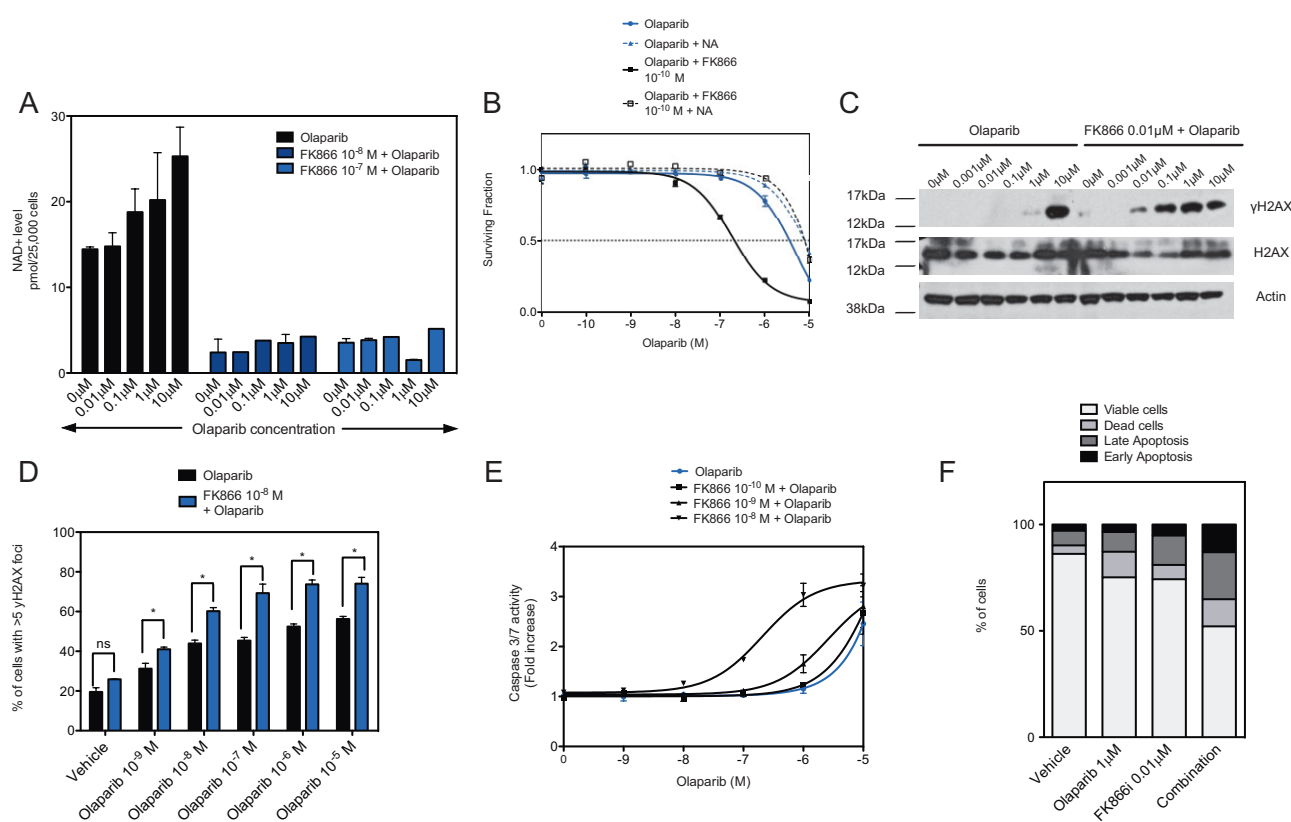 A
NAD+ level
pmol/25,000 cells
30
20
10
0
Olaparib
FK866 10-8 M + Olaparib
FK866 10-7 M + Olaparib
0µM
0.01µM
0.1µM
1µM
10µM
0µM
0.01µM
0.1µM
1µM
10µM
0µM
0.01µM
0.1µM
1µM
10µM
Olaparib concentration
B
Olaparib
Olaparib + NA
Olaparib + FK866
10-10 M
Olaparib + FK866
10-10 M + NA
Surviving Fraction
1.0
0.5
0.0
0 -10 -9 -8 -7 -6 -5
Olaparib (M)
C
Olaparib FK866 0.01µM + Olaparib
0µM 0.001µM 0.01µM 0.1µM 1µM 10µM 0µM 0.001µM 0.01µM 0.1µM 1µM 10µM
17kDa
12kDa
γH2AX
17kDa
12kDa
H2AX
38kDa
Actin
D
Olaparib
FK866 10-8 M
+ Olaparib
% of cells with >5 yH2AX foci
100
80
60
40
20
0
ns * * * * *
Vehicle
Olaparib 10-9 M
Olaparib 10-8 M
Olaparib 10-7 M
Olaparib 10-6 M
Olaparib 10-5 M
E
Olaparib
FK866 10-10 M + Olaparib
FK866 10-9 M + Olaparib
FK866 10-8 M + Olaparib
Caspase 3/7 activity
(Fold increase)
4
3
2
1
0
0 -9 -8 -7 -6 -5
Olaparib (M)
F
Viable cells
Dead cells
Late Apoptosis
Early Apoptosis
% of cells
100
50
0
Vehicle
Olaparib 1µM
FK866i 0.01µM
Combination